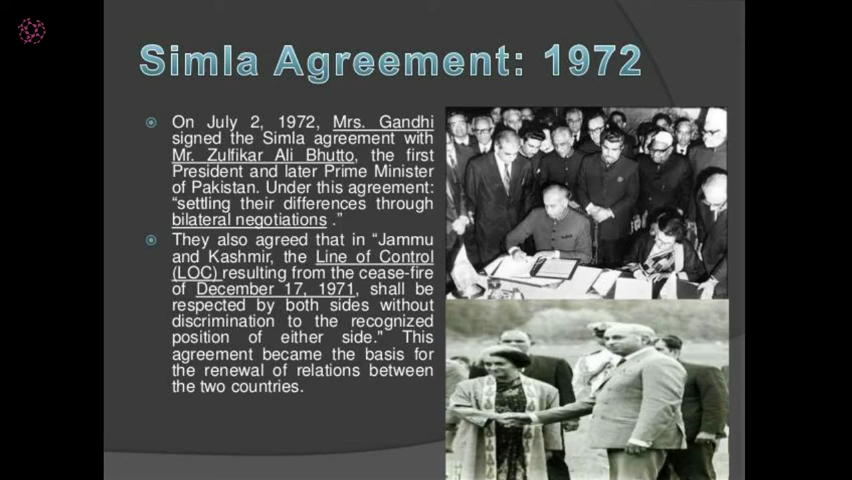 Simla Agreement: 1972
On July 2, 1972, Mrs. Gandhi
signed the Simla agreement with
Mr. Zulfikar Ali Bhutto, the first
President and later Prime Minister
of Pakistan. Under this agreement:
“settling their differences through
bilateral negotiations .”
They also agreed that in “Jammu
and Kashmir, the Line of Control
(LOC) resulting from the cease-fire
of December 17, 1971, shall be
respected by both sides without
discrimination to the recognized
position of either side.” This
agreement became the basis for
the renewal of relations between
the two countries.